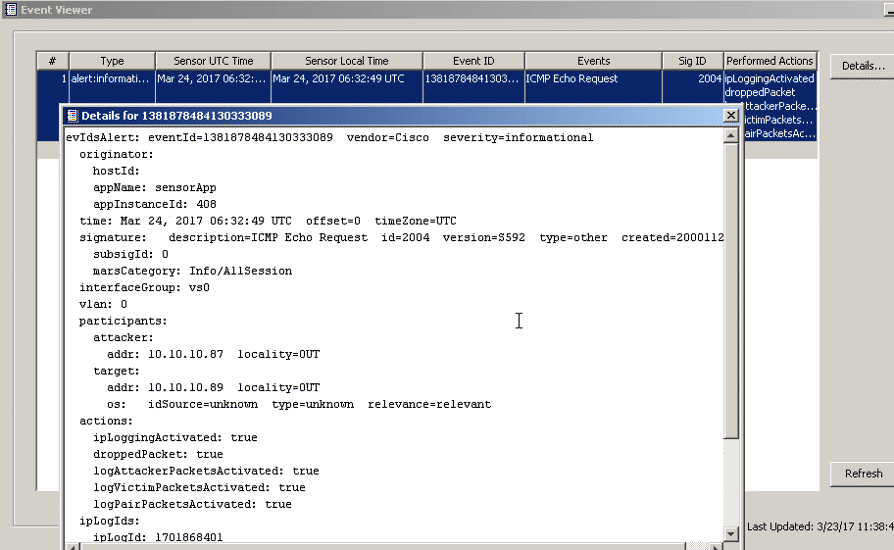 Event Viewer
# Type Sensor UTC Time Sensor Local Time Event ID Events Sig ID Performed Actions
1 alert:informati... Mar 24, 2017 06:32:... Mar 24, 2017 06:32:49 UTC 13818784841303... ICMP Echo Request 2004 ipLoggingActivated
droppedPacket
Details...
Details for 1381878484130333089
evIdsAlert: eventId=1381878484130333089 vendor=Cisco severity=informational
originator:
hostId:
appName: sensorApp
appInstanceId: 408
time: Mar 24, 2017 06:32:49 UTC offset=0 timeZone=UTC
signature: description=ICMP Echo Request id=2004 version=S592 type=other created=2000112
subsigId: 0
marsCategory: Info/AllSession
interfaceGroup: vs0
vlan: 0
participants:
attacker:
addr: 10.10.10.87 locality=OUT
target:
addr: 10.10.10.89 locality=OUT
os: idSource=unknown type=unknown relevance=relevant
actions:
ipLoggingActivated: true
droppedPacket: true
logAttackerPacketsActivated: true
logVictimPacketsActivated: true
logPairPacketsActivated: true
ipLogIds:
ipLogId: 1701868401
Refresh
Last Updated: 3/23/17 11:38:4